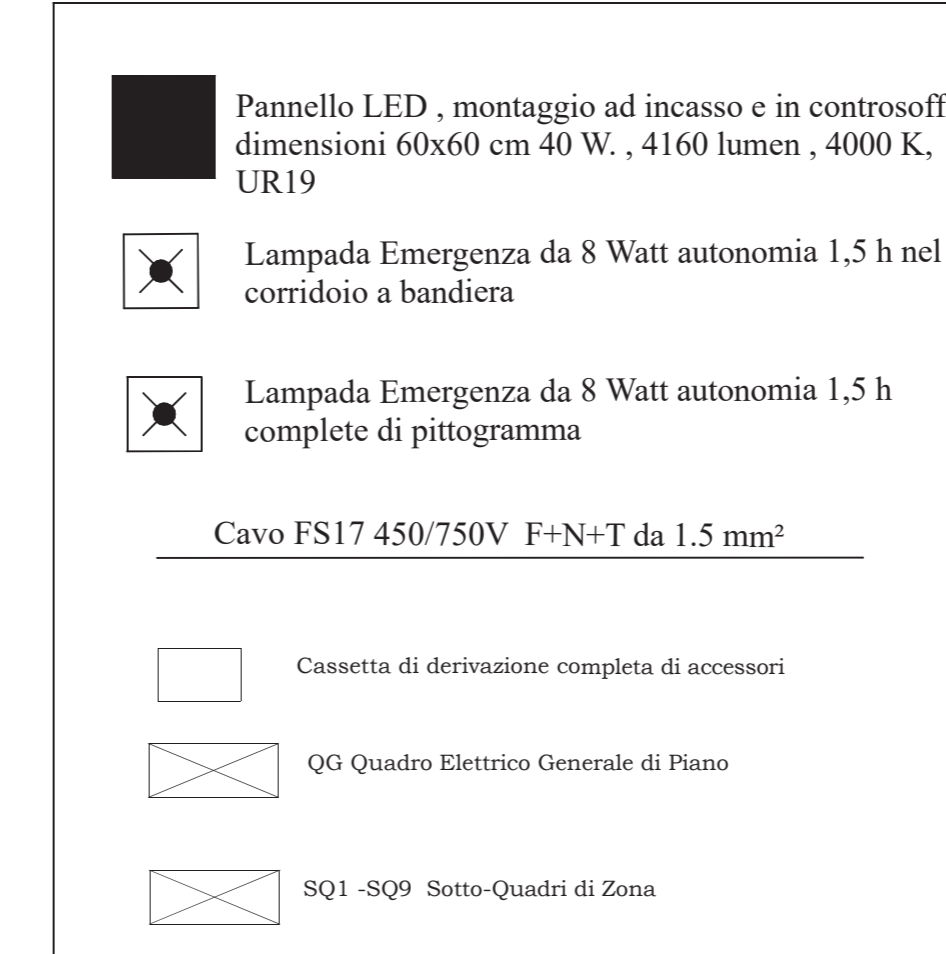 Pannello LED , montaggio ad incasso e in controsoff
dimensioni 60x60 cm 40 W. , 4160 lumen , 4000 K,
UR19
Lampada Emergenza da 8 Watt autonomia 1,5 h nel
corridoio a bandiera
Lampada Emergenza da 8 Watt autonomia 1,5 h
complete di pittogramma
Cavo FS17 450/750V F+N+T da 1.5 mm²
Cassetta di derivazione completa di accessori
QG Quadro Elettrico Generale di Piano
SQ1 -SQ9 Sotto-Quadri di Zona